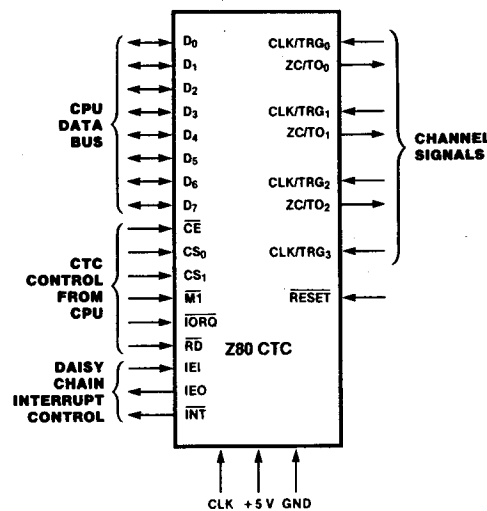 CPU
DATA
BUS
D0
D1
D2
D3
D4
D5
D6
D7
CTC
CONTROL
FROM
CPU
CE
CS0
CS1
M1
IORQ
RD
DAISY
CHAIN
INTERRUPT
CONTROL
IEI
IEO
INT
Z80 CTC
CLK/TRG0
ZC/TO0
CLK/TRG1
ZC/TO1
CLK/TRG2
ZC/TO2
CLK/TRG3
RESET
CHANNEL
SIGNALS
CLK +5 V GND